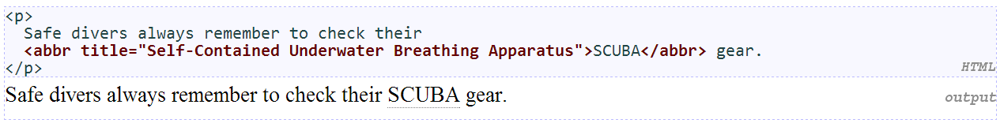 <p>
  Safe divers always remember to check their
  <abbr title="Self-Contained Underwater Breathing Apparatus">SCUBA</abbr> gear.
</p>
HTML
Safe divers always remember to check their SCUBA gear.
output